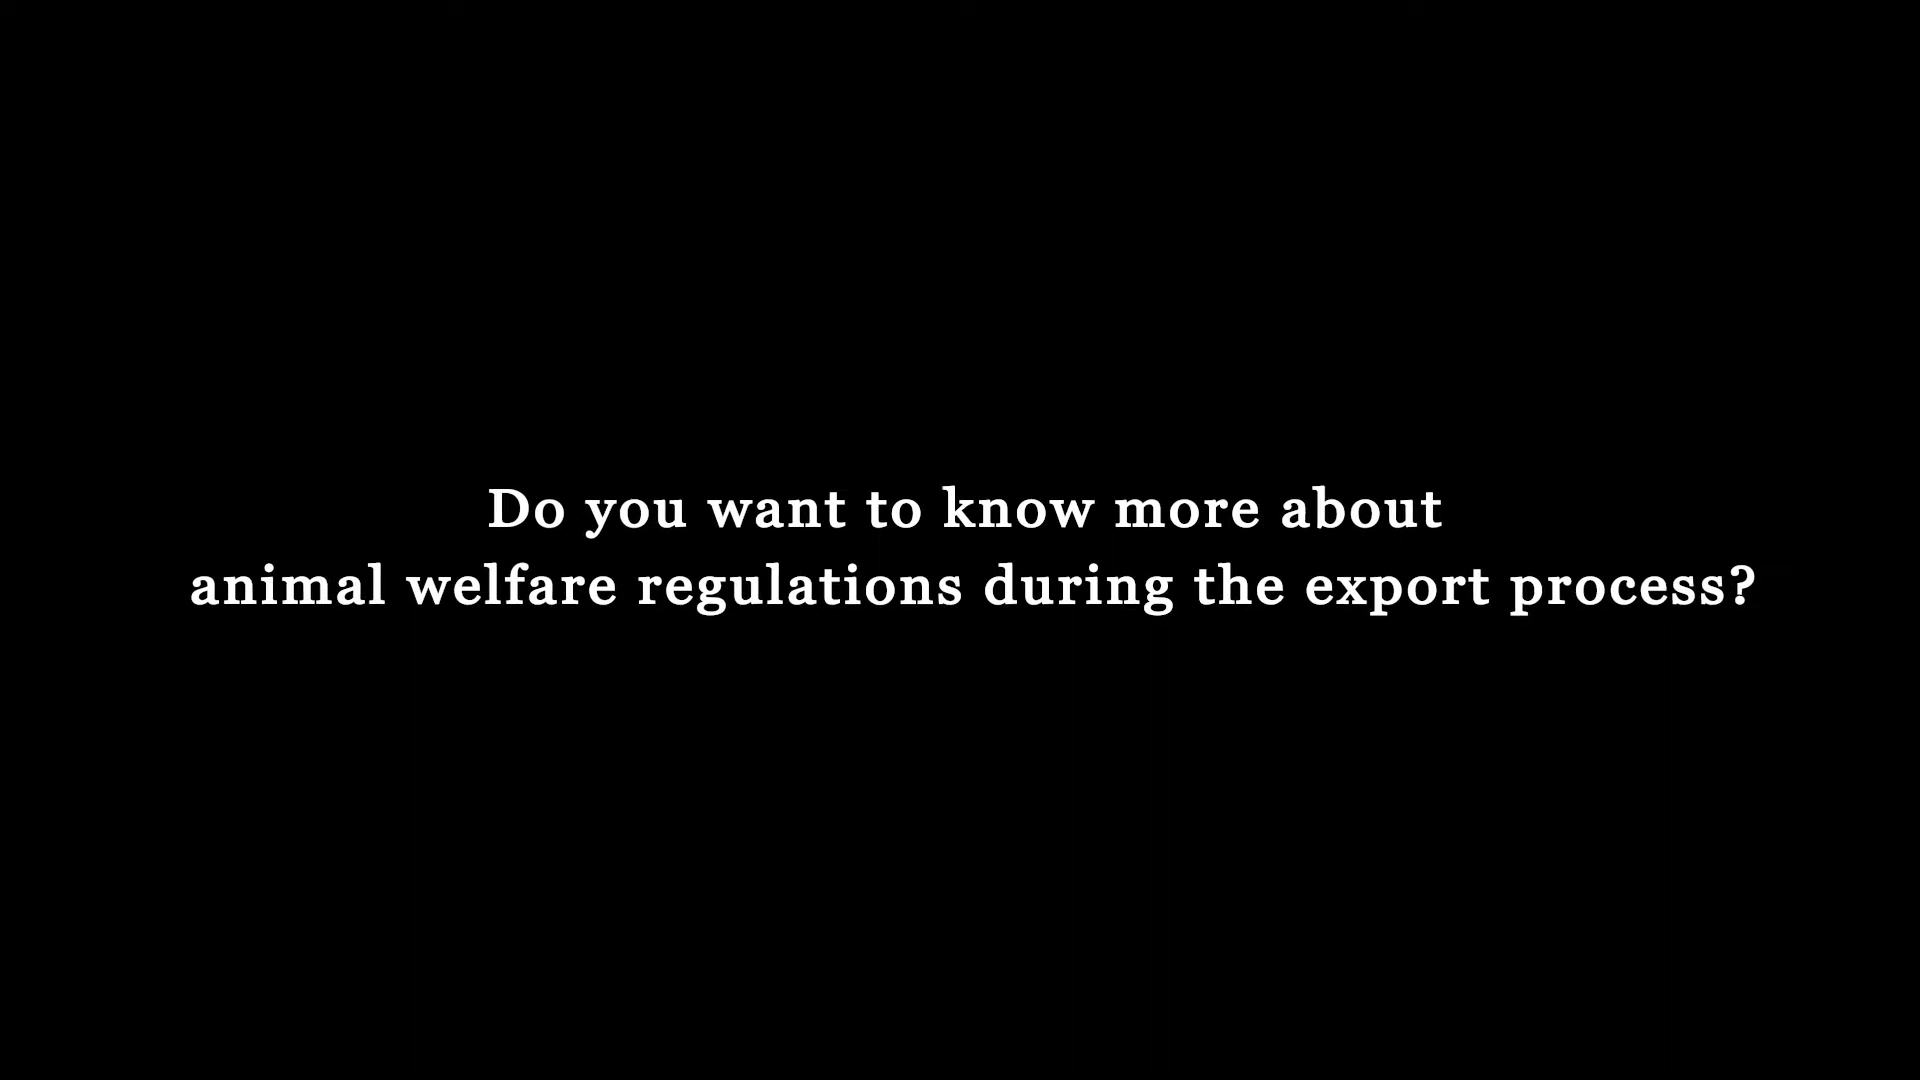 Do you want to know more about
animal welfare regulations during the export process?